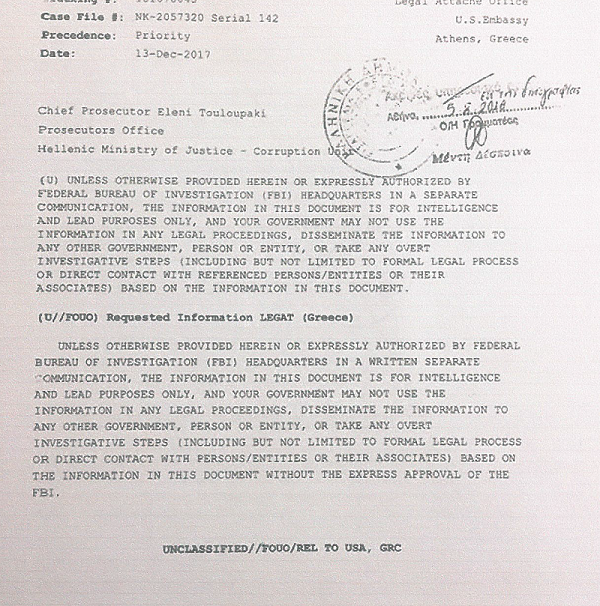 Legal Attache Office
Case File #: NK-2057320 Serial 142
U.S.Embassy
Precedence: Priority
Athens, Greece
Date: 13-Dec-2017
Αθήνα,
Ο/Η Γραμματέας
Μέντη Δέσποινα
Chief Prosecutor Eleni Touloupaki
Prosecutors Office
Hellenic Ministry of Justice - Corruption
(U) UNLESS OTHERWISE PROVIDED HEREIN OR EXPRESSLY AUTHORIZED BY
FEDERAL BUREAU OF INVESTIGATION (FBI) HEADQUARTERS IN A SEPARATE
COMMUNICATION, THE INFORMATION IN THIS DOCUMENT IS FOR INTELLIGENCE
AND LEAD PURPOSES ONLY, AND YOUR GOVERNMENT MAY NOT USE THE
INFORMATION IN ANY LEGAL PROCEEDINGS, DISSEMINATE THE INFORMATION TO
ANY OTHER GOVERNMENT, PERSON OR ENTITY, OR TAKE ANY OVERT
INVESTIGATIVE STEPS (INCLUDING BUT NOT LIMITED TO FORMAL LEGAL PROCESS
OR DIRECT CONTACT WITH REFERENCED PERSONS/ENTITIES OR THEIR
ASSOCIATES) BASED ON THE INFORMATION IN THIS DOCUMENT.
(U//FOUO) Requested Information LEGAT (Greece)
UNLESS OTHERWISE PROVIDED HEREIN OR EXPRESSLY AUTHORIZED BY FEDERAL
BUREAU OF INVESTIGATION (FBI) HEADQUARTERS IN A WRITTEN SEPARATE
COMMUNICATION, THE INFORMATION IN THIS DOCUMENT IS FOR INTELLIGENCE
AND LEAD PURPOSES ONLY, AND YOUR GOVERNMENT MAY NOT USE THE
INFORMATION IN ANY LEGAL PROCEEDINGS, DISSEMINATE THE INFORMATION TO
ANY OTHER GOVERNMENT, PERSON OR ENTITY, OR TAKE ANY OVERT
INVESTIGATIVE STEPS (INCLUDING BUT NOT LIMITED TO FORMAL LEGAL PROCESS
OR DIRECT CONTACT WITH PERSONS/ENTITIES OR THEIR ASSOCIATES) BASED ON
THE INFORMATION IN THIS DOCUMENT WITHOUT THE EXPRESS APPROVAL OF THE
FBI.
UNCLASSIFIED//FOUO/REL TO USA, GRC